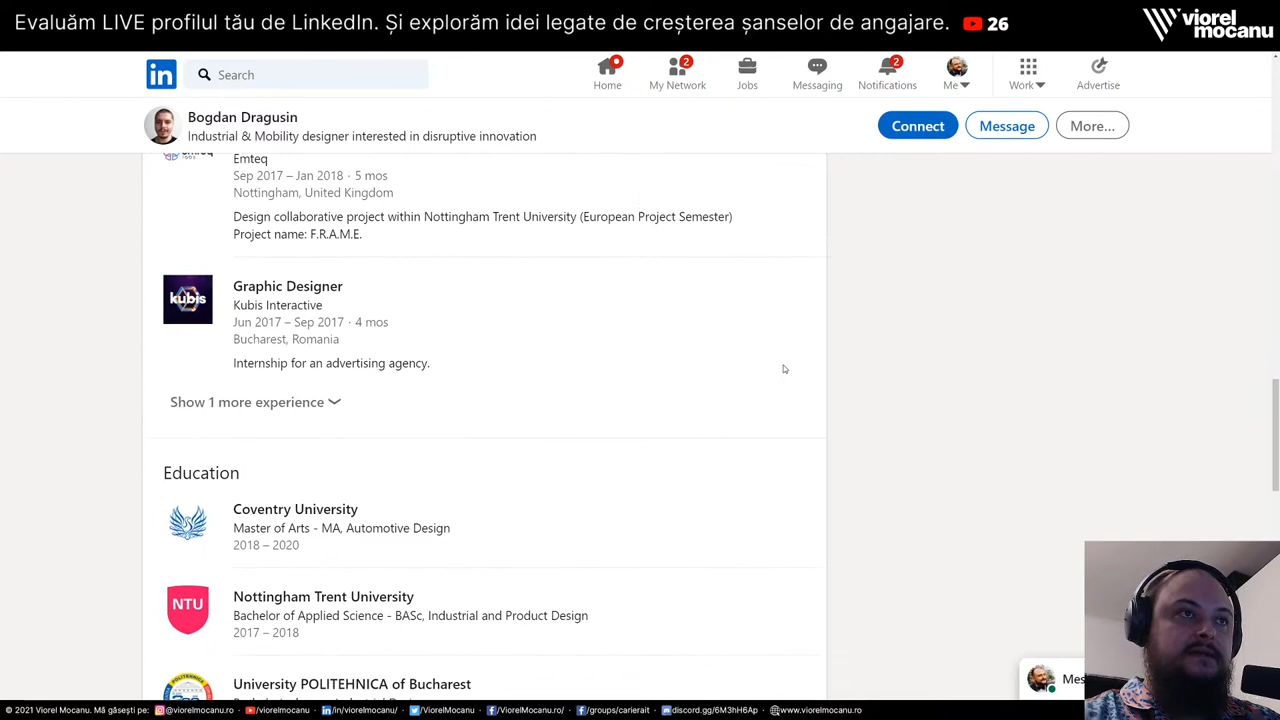 Evaluăm LIVE profilul tău de LinkedIn. Și explorăm idei legate de creșterea șanselor de angajare. 26
viorel mocanu
in
Search
Home
2
My Network
Jobs
Messaging
2
Notifications
Me
Work
Advertise
Bogdan Dragusin
Industrial & Mobility designer interested in disruptive innovation
Connect
Message
More...
emteq labs
Emteq
Sep 2017 – Jan 2018 · 5 mos
Nottingham, United Kingdom
Design collaborative project within Nottingham Trent University (European Project Semester)
Project name: F.R.A.M.E.
kubis
Graphic Designer
Kubis Interactive
Jun 2017 – Sep 2017 · 4 mos
Bucharest, Romania
Internship for an advertising agency.
Show 1 more experience
Education
Coventry University
Master of Arts - MA, Automotive Design
2018 – 2020
NTU
Nottingham Trent University
Bachelor of Applied Science - BASc, Industrial and Product Design
2017 – 2018
University POLITEHNICA of Bucharest
Mes
© 2021 Viorel Mocanu. Mă găsești pe: @viorelmocanu.ro /viorelmocanu /in/viorelmocanu/ /ViorelMocanu /ViorelMocanu.ro/ /groups/carierait discord.gg/6M3hH6Ap www.viorelmocanu.ro